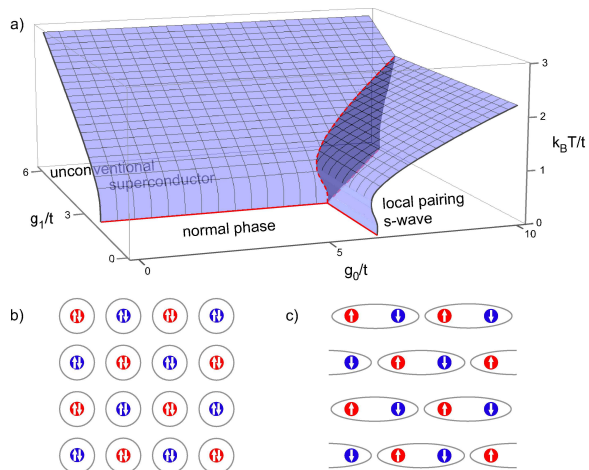 a)
3
2
k_BT/t
1
0
6
unconventional
superconductor
3
g_1/t
0
normal phase
local pairing
s-wave
0
5
10
g_0/t
b)
c)